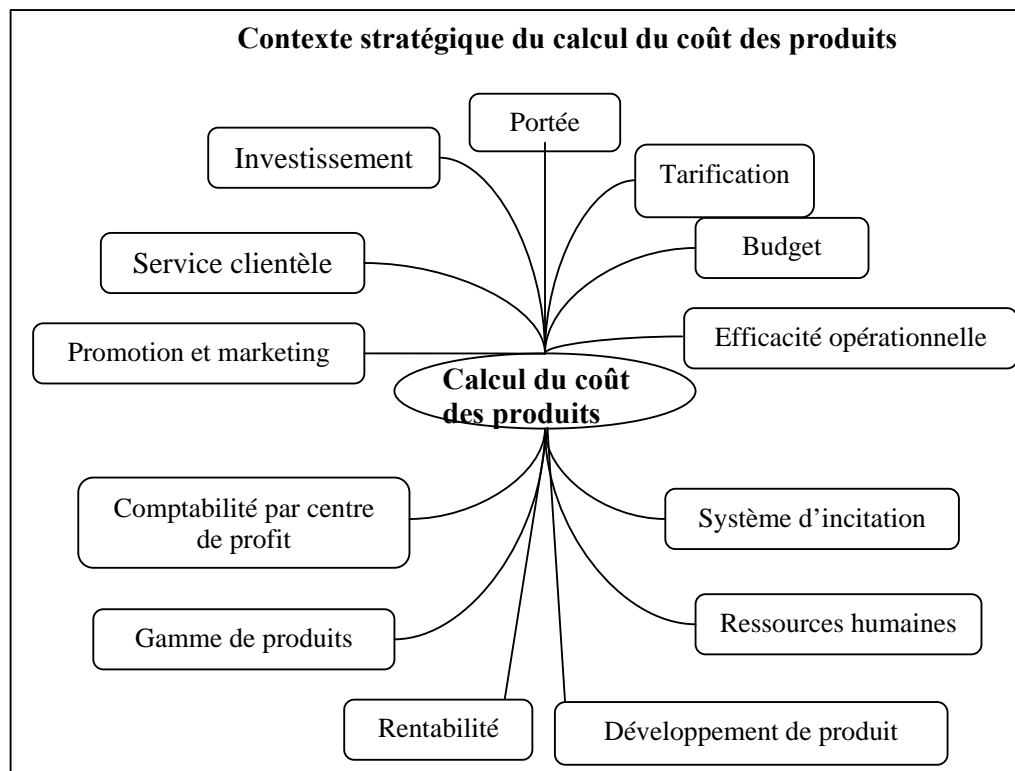 Contexte stratégique du calcul du coût des produits
Portée
Investissement
Tarification
Budget
Service clientèle
Efficacité opérationnelle
Promotion et marketing
Calcul du coût
des produits
Comptabilité par centre
de profit
Système d’incitation
Gamme de produits
Ressources humaines
Rentabilité
Développement de produit